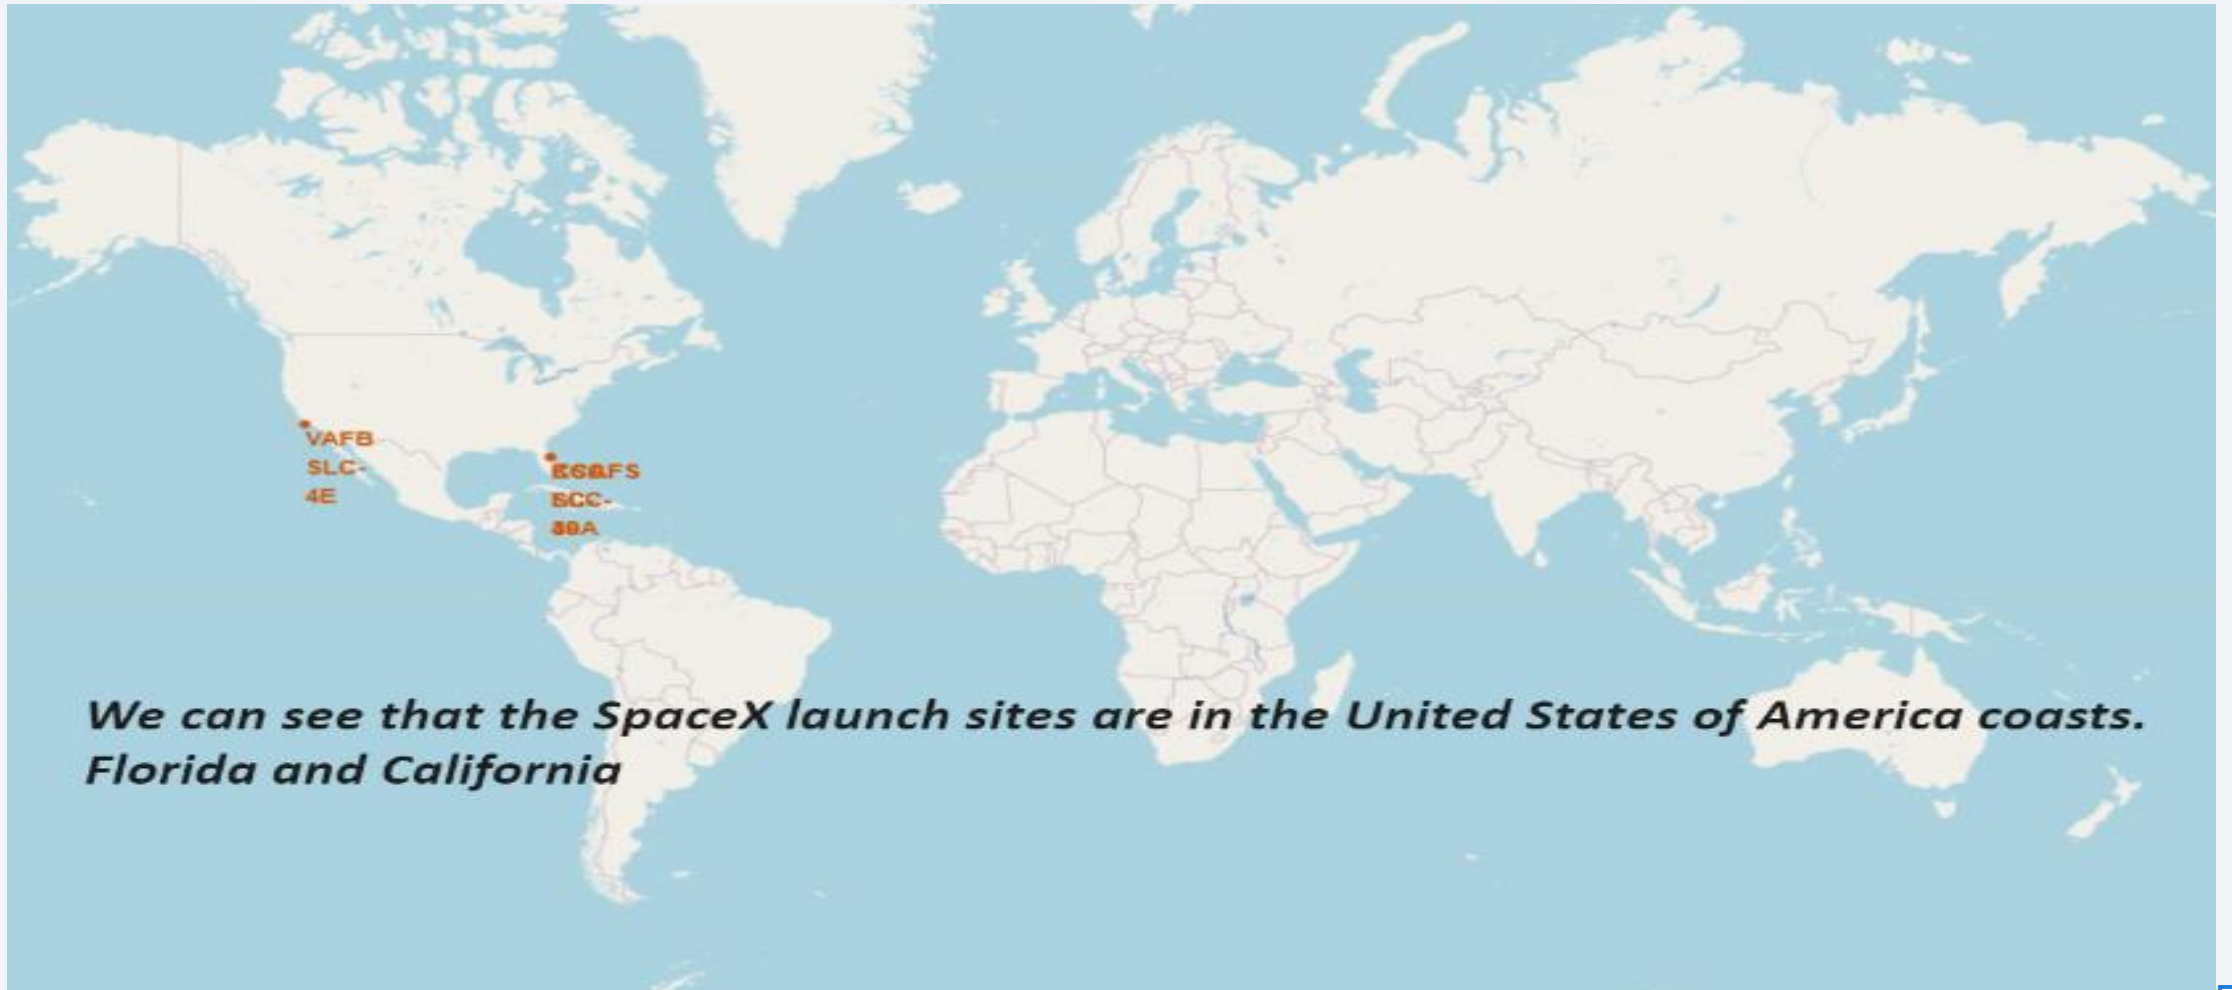 VAFB
SLC-
4E
We can see that the SpaceX launch sites are in the United States of America coasts.
Florida and California